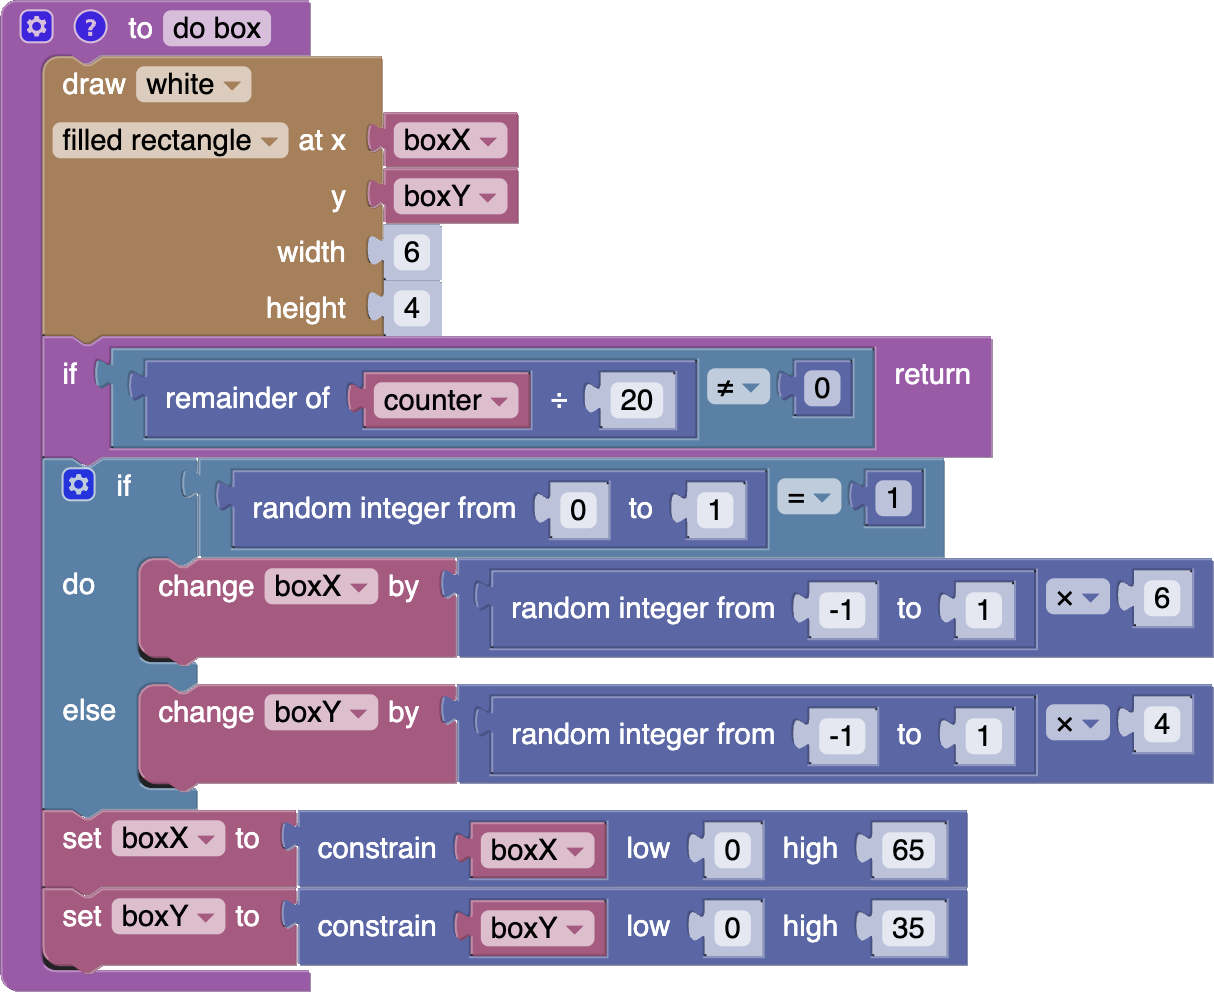 ? to do box
draw white
filled rectangle at x boxX
y boxY
width 6
height 4
if remainder of counter ÷ 20 ≠ 0 return
if random integer from 0 to 1 = 1
do change boxX by random integer from -1 to 1 × 6
else change boxY by random integer from -1 to 1 × 4
set boxX to constrain boxX low 0 high 65
set boxY to constrain boxY low 0 high 35